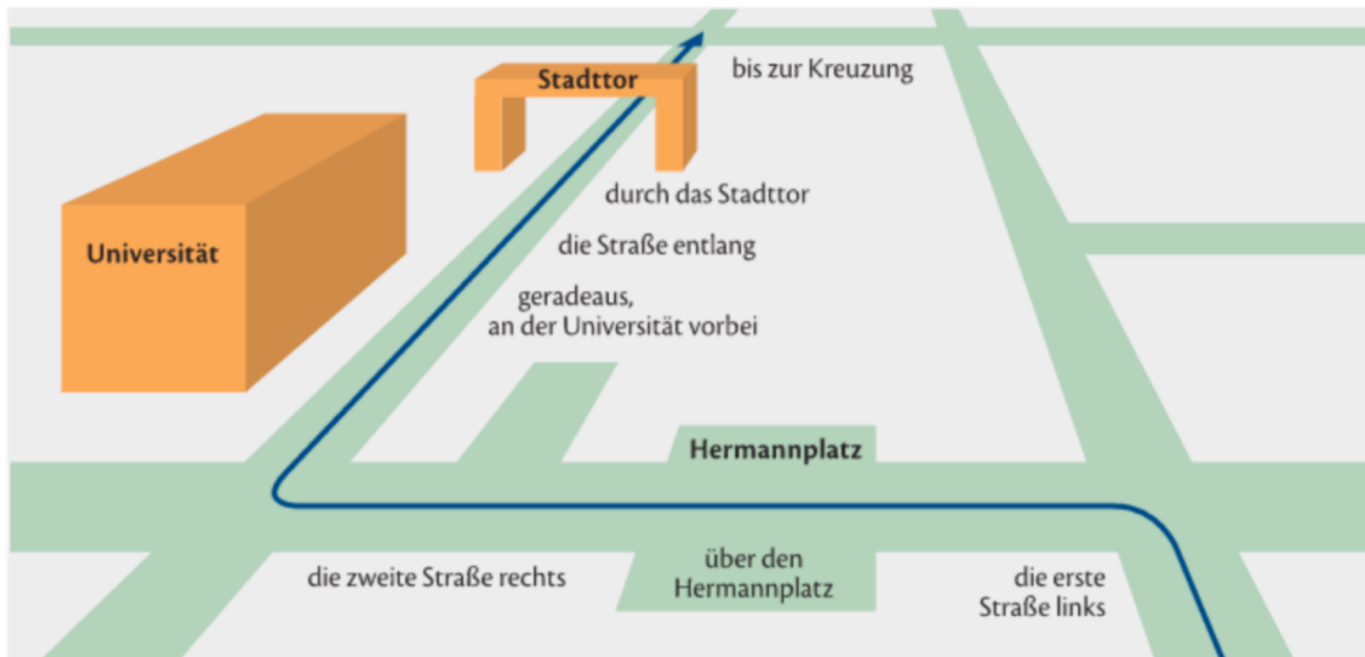 Stadttor
bis zur Kreuzung
durch das Stadttor
Universität
die Straße entlang
geradeaus,
an der Universität vorbei
Hermannplatz
über den
Hermannplatz
die zweite Straße rechts
die erste
Straße links